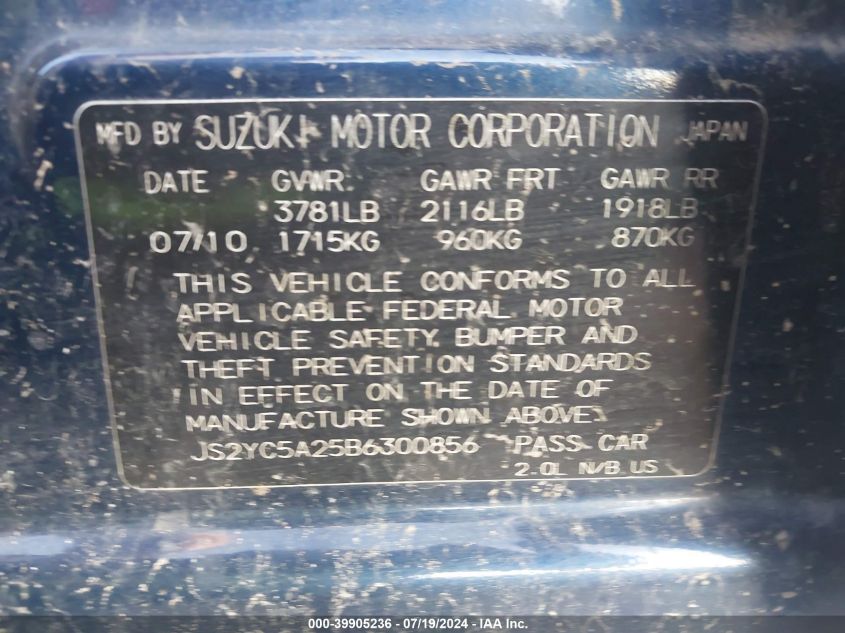 MFD BY SUZUKI MOTOR CORPORATION JAPAN
DATE GVWR GAWR FRT GAWR RR
3781LB 2116LB 1918LB
07/10 1715KG 960KG 870KG
THIS VEHICLE CONFORMS TO ALL
APPLICABLE FEDERAL MOTOR
VEHICLE SAFETY, BUMPER AND
THEFT PREVENTION STANDARDS
IN EFFECT ON THE DATE OF
MANUFACTURE SHOWN ABOVE.
JS2YC5A25B6300856 PASS CAR
2.0L N/B US
000-39905236 - 07/19/2024 - IAA Inc.